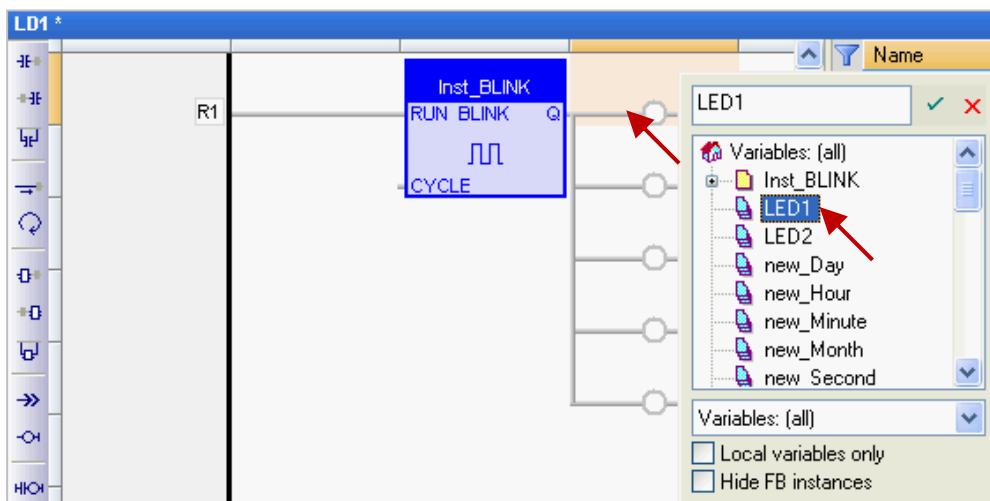 LD1 *
Name
R1
Inst_BLINK
RUN BLINK Q
CYCLE
LED1
Variables: (all)
Inst_BLINK
LED1
LED2
new_Day
new_Hour
new_Minute
new_Month
new_Second
Variables: (all)
Local variables only
Hide FB instances